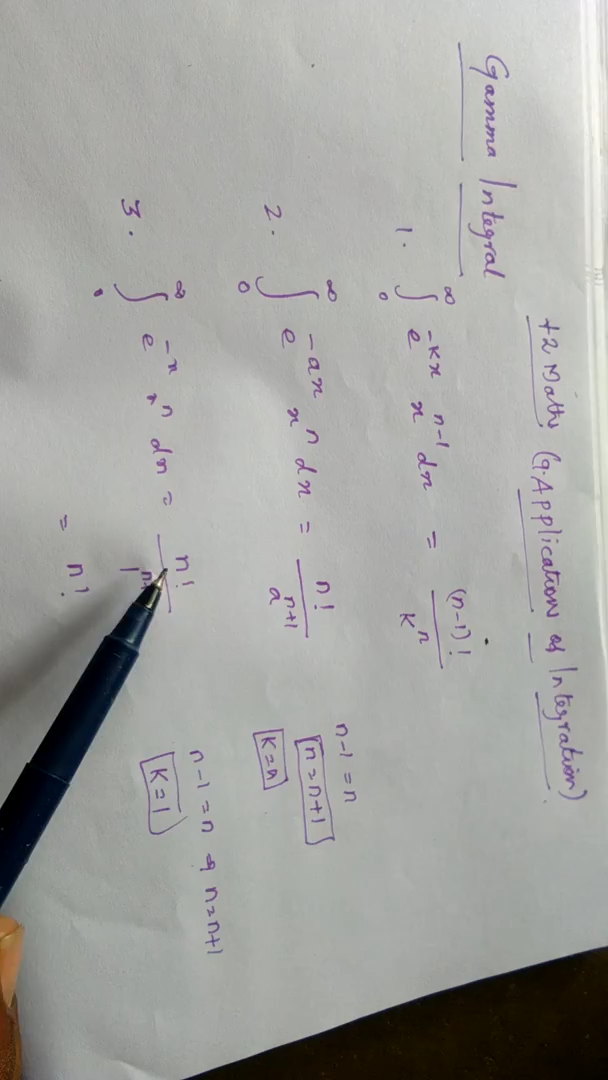 +2 Maths (9. Application of Integration)
Gamma Integral
1. ∫₀^∞ e^{-kx} x^{n-1} dx = (n-1)! / k^n
n-1 = n
n = n+1
2. ∫₀^∞ e^{-ax} x^n dx = n! / a^{n+1}
k = a
3. ∫₀^∞ e^{-x} x^n dx = n! /
n-1 = n n = n+1
k = 1
= n!